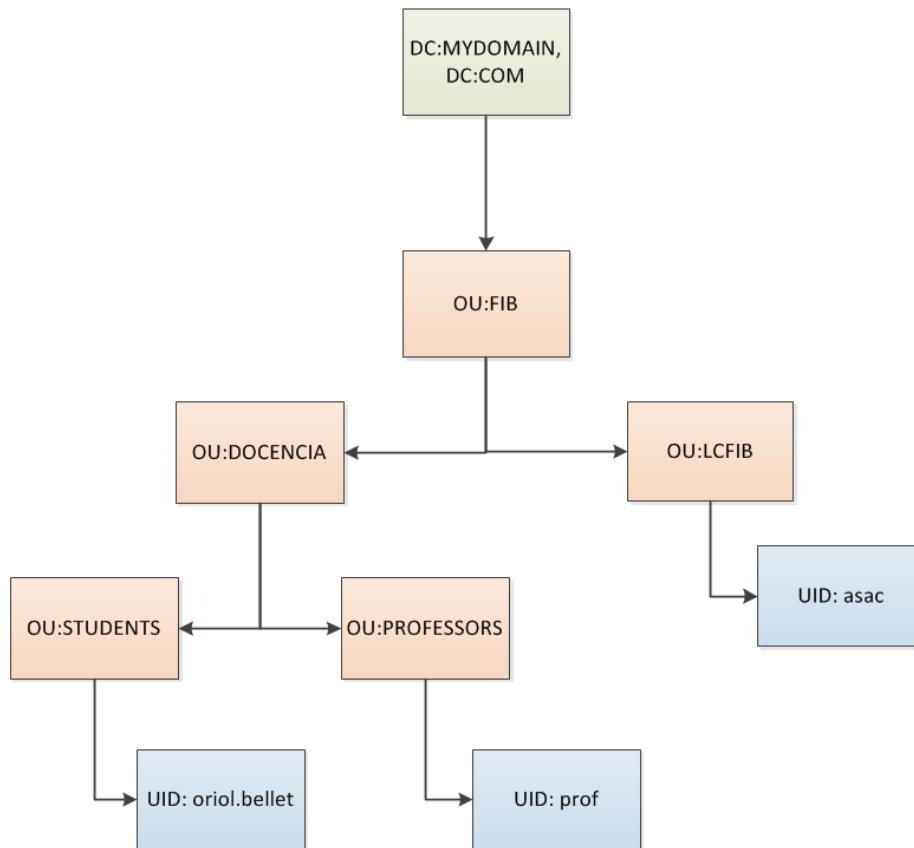 DC:MYDOMAIN,
DC:COM
OU:FIB
OU:DOCENCIA
OU:LCFIB
UID: asac
OU:STUDENTS
OU:PROFESSORS
UID: oriol.bellet
UID: prof